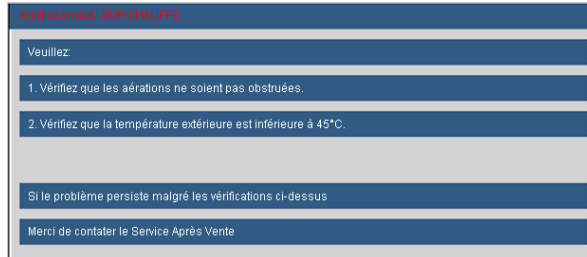 Avertissement: SURCHAUFFE
Veuillez:
1. Vérifiez que les aérations ne soient pas obstruées.
2. Vérifiez que la température extérieure est inférieure à 45°C.
Si le problème persiste malgré les vérifications ci-dessus
Merci de contater le Service Après Vente